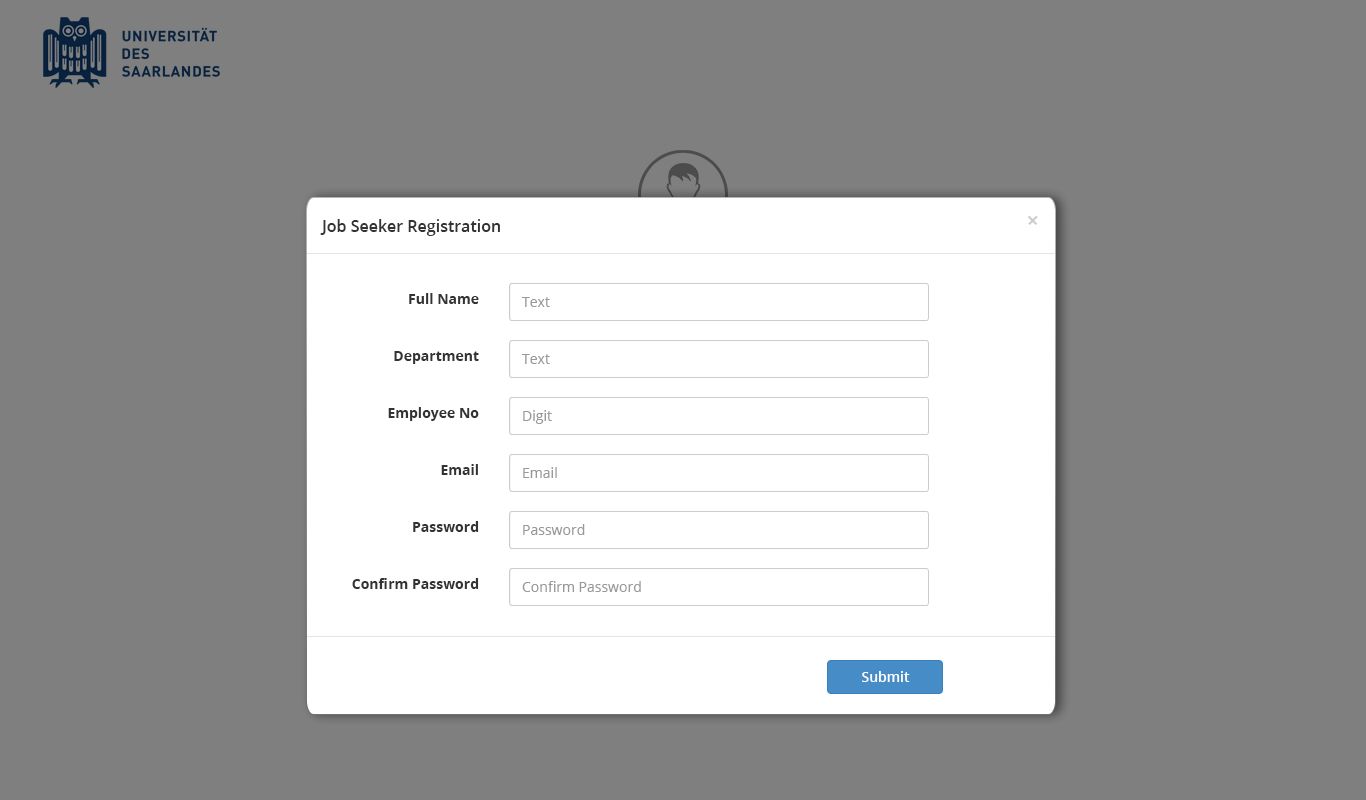 UNIVERSITÄT
DES
SAARLANDES
Job Seeker Registration ×
Full Name Text
Department Text
Employee No Digit
Email Email
Password Password
Confirm Password Confirm Password
Submit